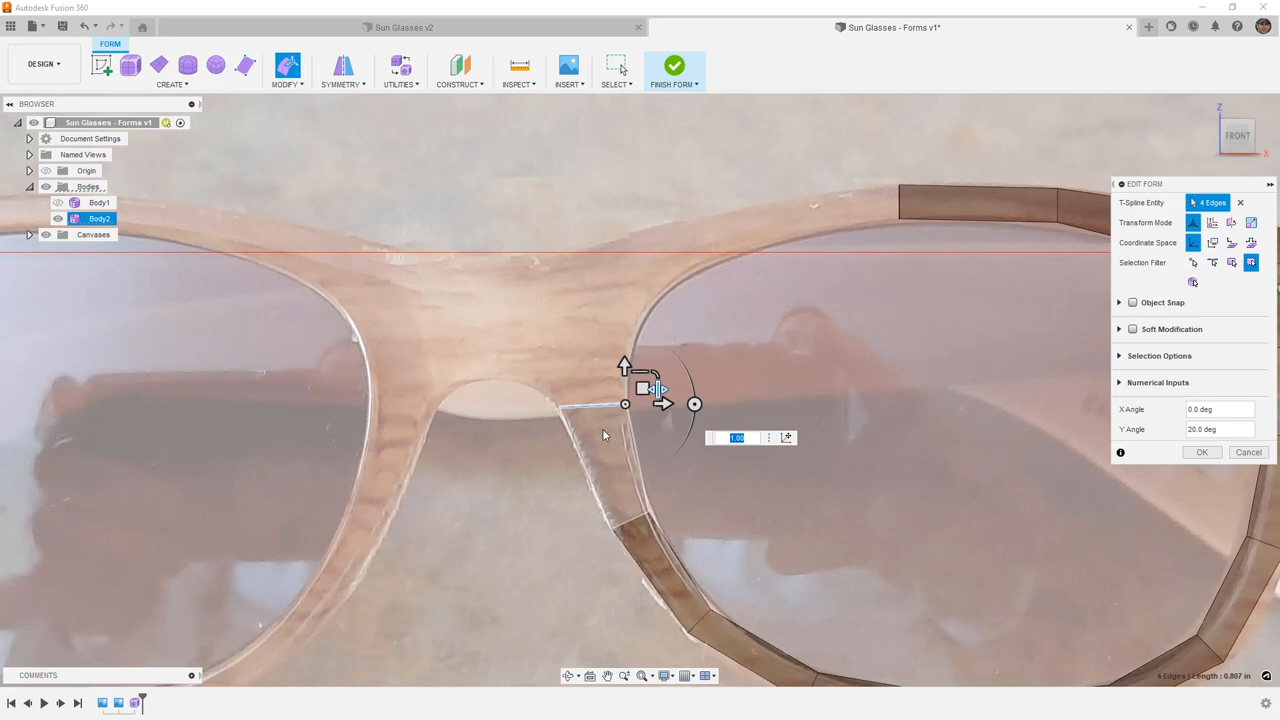 Autodesk Fusion 360
Sun Glasses v2
Sun Glasses - Forms v1*
DESIGN
FORM
CREATE
MODIFY
SYMMETRY
UTILITIES
CONSTRUCT
INSPECT
INSERT
SELECT
FINISH FORM
BROWSER
Sun Glasses - Forms v1
Document Settings
Named Views
Origin
Bodies
Body1
Body2
Canvases
Z
FRONT
X
EDIT FORM
T-Spline Entity
4 Edges
Transform Mode
Coordinate Space
Selection Filter
Object Snap
Soft Modification
Selection Options
Numerical Inputs
X Angle
0.0 deg
Y Angle
20.0 deg
OK
Cancel
1.00
COMMENTS
4 Edges | Length : 0.807 in